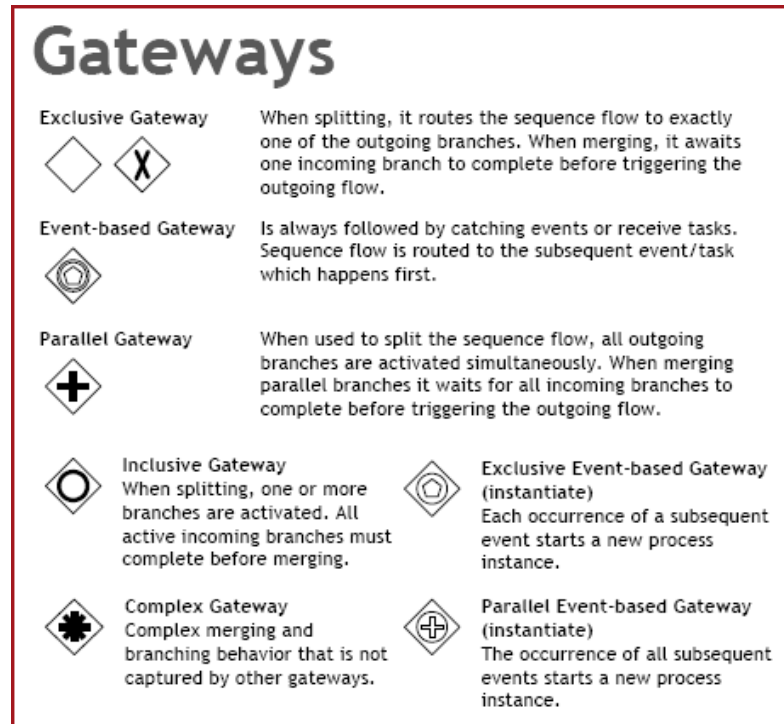 Gateways
Exclusive Gateway
When splitting, it routes the sequence flow to exactly
one of the outgoing branches. When merging, it awaits
one incoming branch to complete before triggering the
outgoing flow.
Event-based Gateway
Is always followed by catching events or receive tasks.
Sequence flow is routed to the subsequent event/task
which happens first.
Parallel Gateway
When used to split the sequence flow, all outgoing
branches are activated simultaneously. When merging
parallel branches it waits for all incoming branches to
complete before triggering the outgoing flow.
Inclusive Gateway
When splitting, one or more
branches are activated. All
active incoming branches must
complete before merging.
Exclusive Event-based Gateway
(instantiate)
Each occurrence of a subsequent
event starts a new process
instance.
Complex Gateway
Complex merging and
branching behavior that is not
captured by other gateways.
Parallel Event-based Gateway
(instantiate)
The occurrence of all subsequent
events starts a new process
instance.